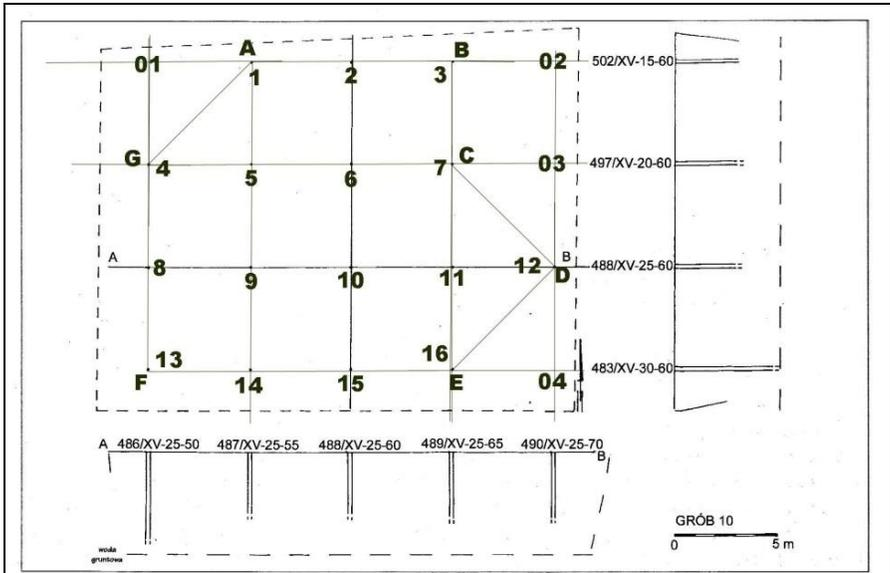 A B
01 1 2 3 02 502/XV-15-60
G C
4 5 6 7 03 497/XV-20-60
A B
8 9 10 11 12 D 488/XV-25-60
13 16
F 14 15 E 04 483/XV-30-60
A 486/XV-25-50 487/XV-25-55 488/XV-25-60 489/XV-25-65 490/XV-25-70 B
woda
gruntowa
GRÓB 10
0 5 m